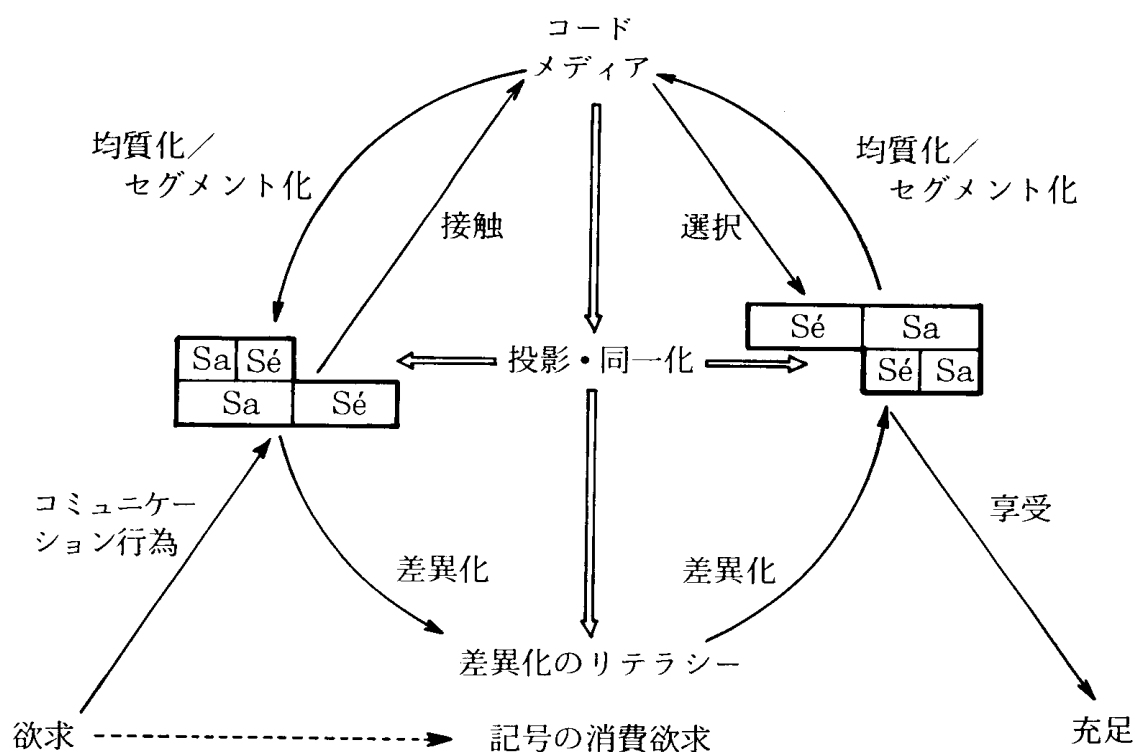 コード
メディア
均質化／
セグメント化
均質化／
セグメント化
接触
選択
Sé Sa
Sa Sé
投影・同一化
Sé Sa
Sa Sé
コミュニケー
ション行為
享受
差異化
差異化
差異化のリテラシー
欲求
記号の消費欲求
充足